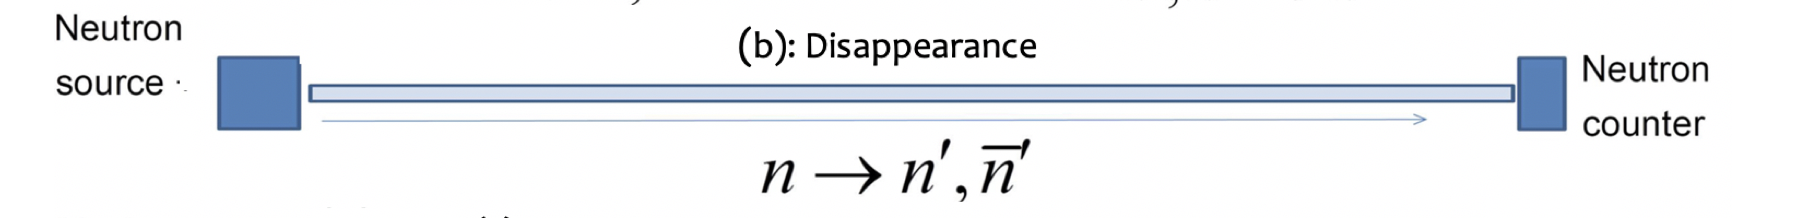 Neutron
source
(b): Disappearance
Neutron
counter
n → n′, n̅′